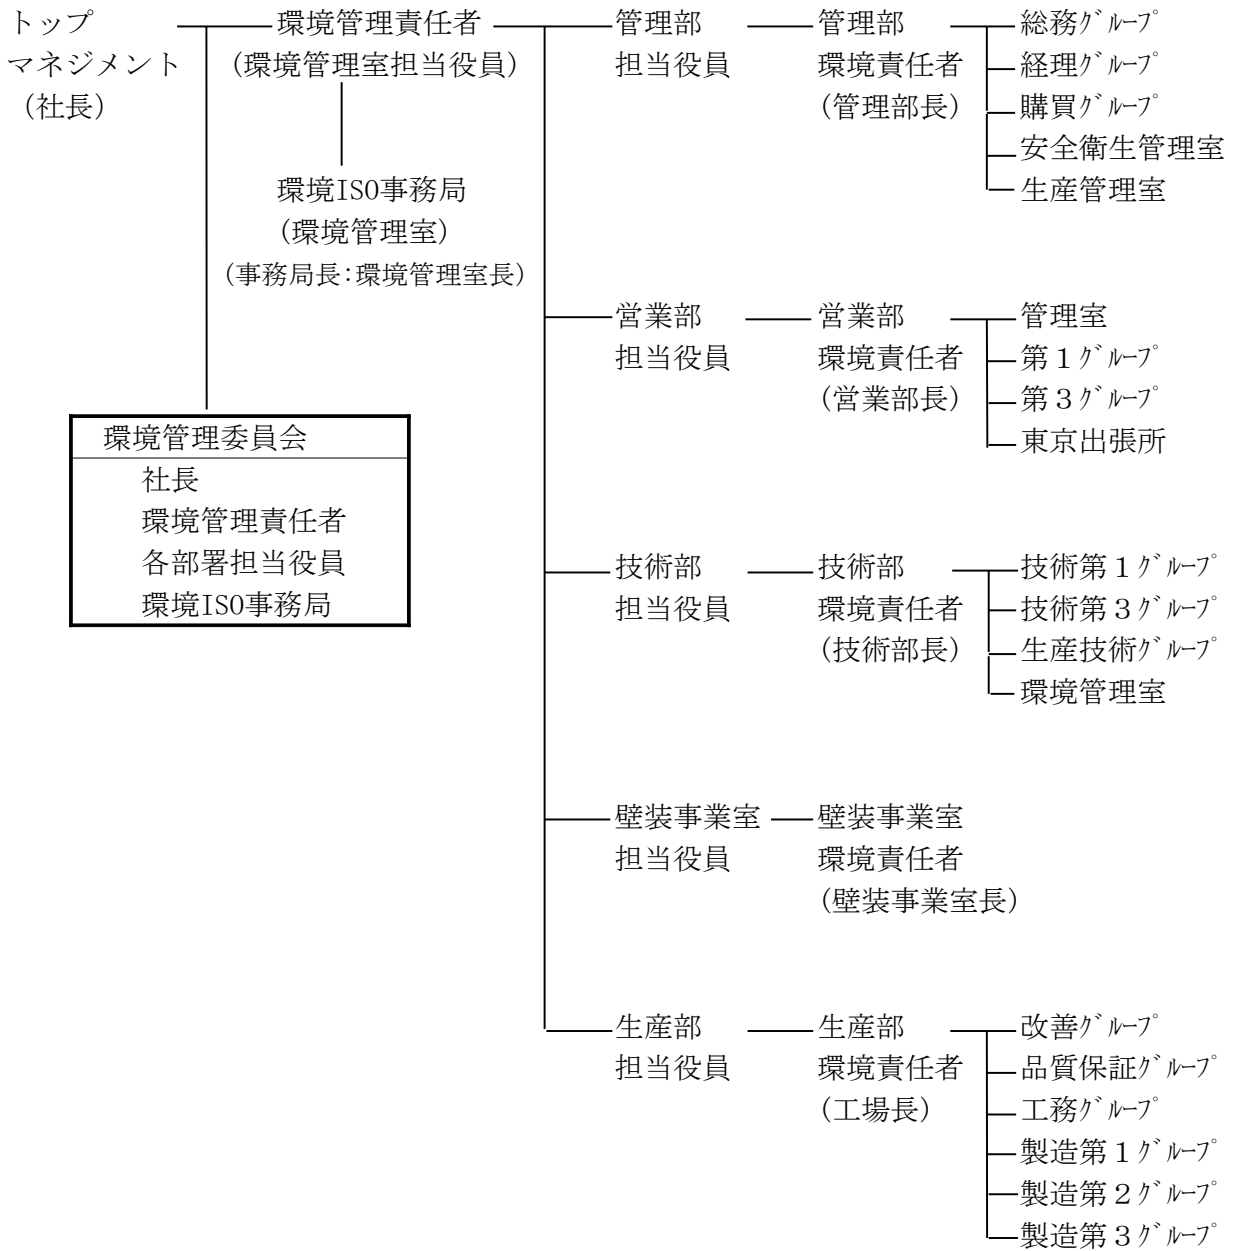 トップ
マネジメント
(社長)
環境管理責任者
(環境管理室担当役員)
環境ISO事務局
(環境管理室)
(事務局長:環境管理室長)
環境管理委員会
社長
環境管理責任者
各部署担当役員
環境ISO事務局
管理部
担当役員
管理部
環境責任者
(管理部長)
総務グループ
経理グループ
購買グループ
安全衛生管理室
生産管理室
営業部
担当役員
営業部
環境責任者
(営業部長)
管理室
第1グループ
第3グループ
東京出張所
技術部
担当役員
技術部
環境責任者
(技術部長)
技術第1グループ
技術第3グループ
生産技術グループ
環境管理室
壁装事業室
担当役員
壁装事業室
環境責任者
(壁装事業室長)
生産部
担当役員
生産部
環境責任者
(工場長)
改善グループ
品質保証グループ
工務グループ
製造第1グループ
製造第2グループ
製造第3グループ